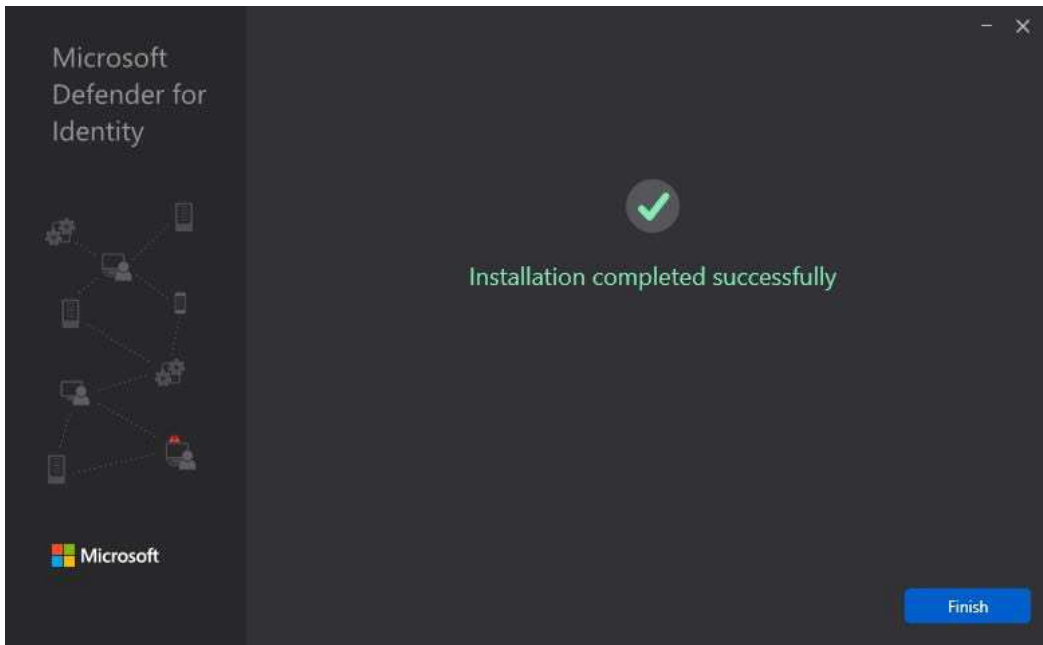 Microsoft
Defender for
Identity
Installation completed successfully
Microsoft
Finish